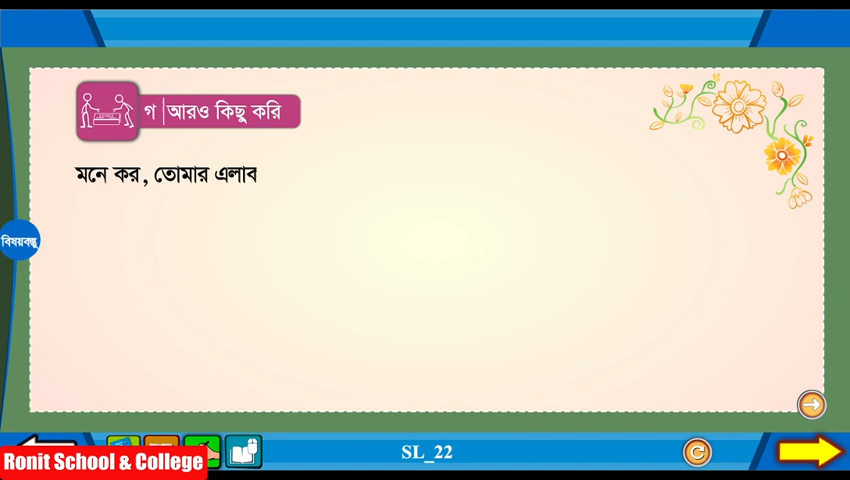 গ | আরও কিছু করি
মনে কর, তোমার এলাব
বিষয়বস্তু
SL_22
Ronit School & College